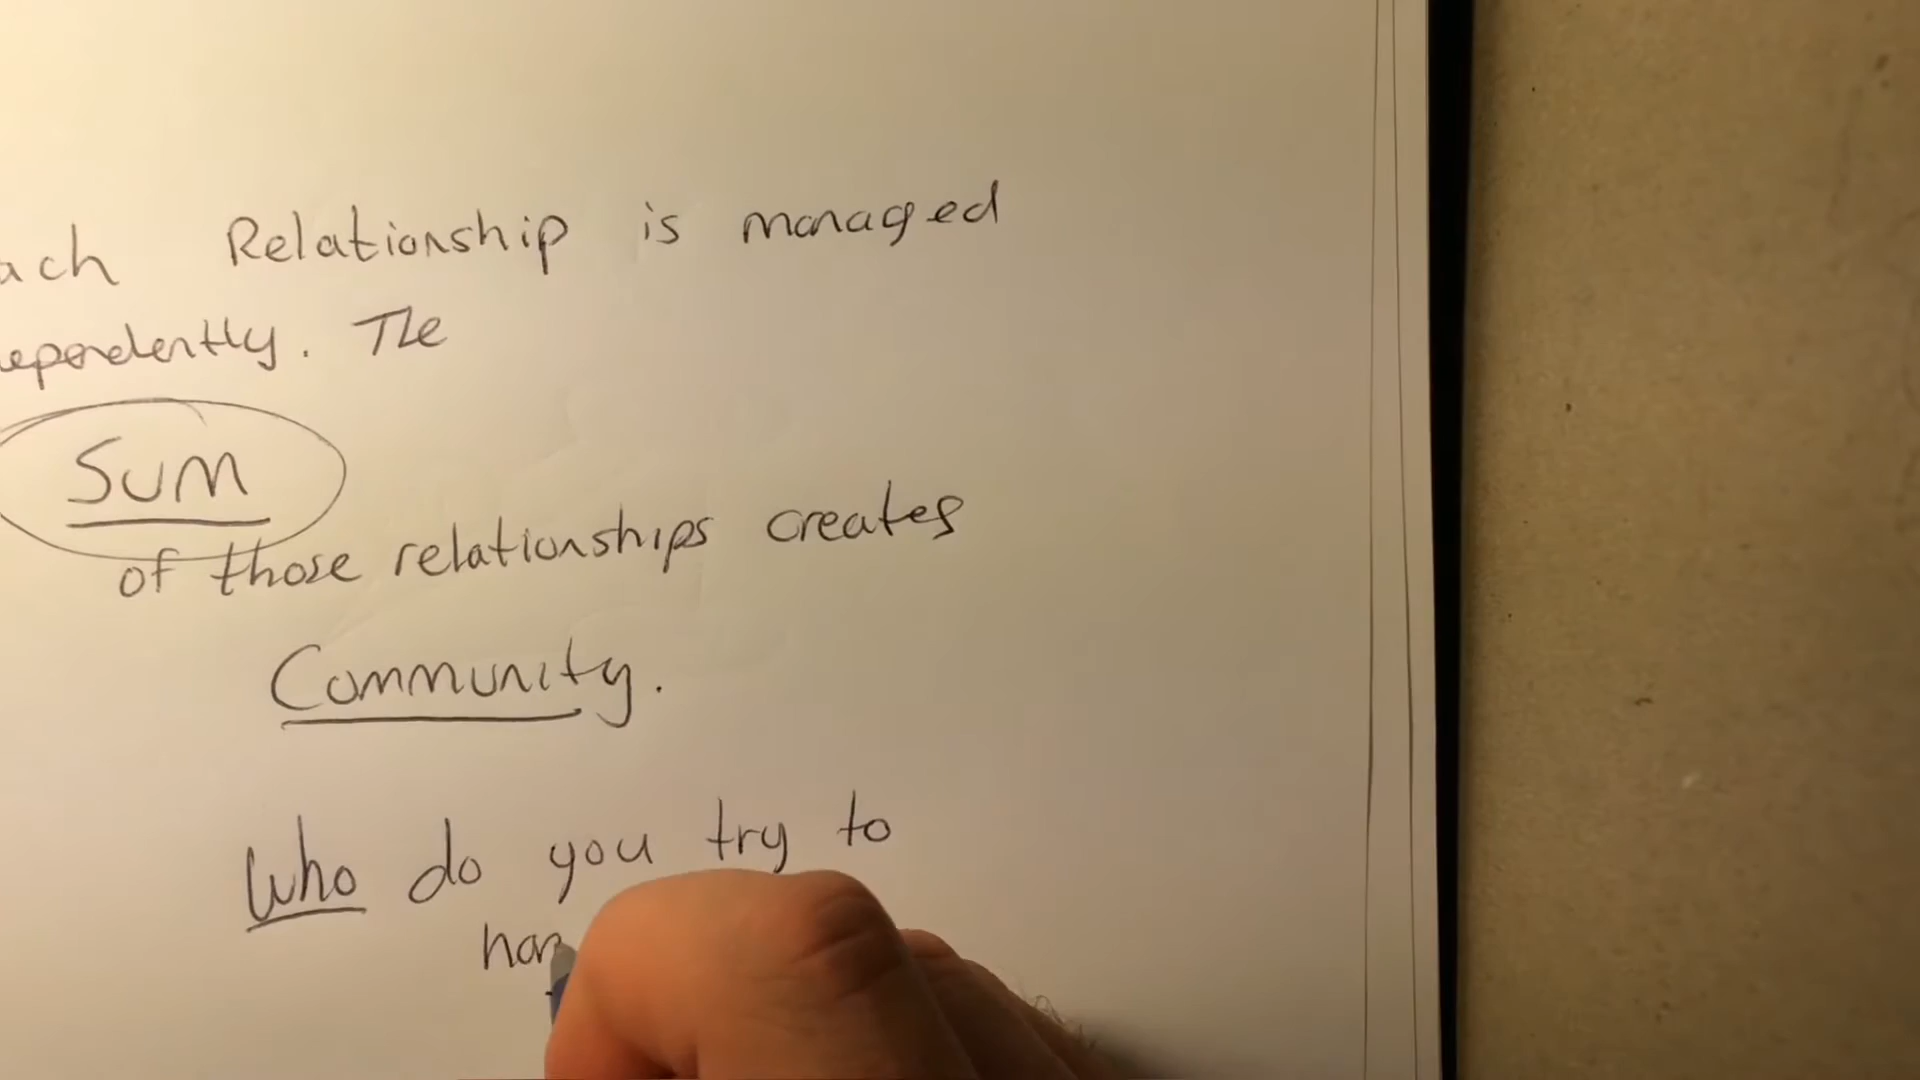 ach Relationship is managed
ependently. The
Sum
of those relationships creates
Community.
Who do you try to